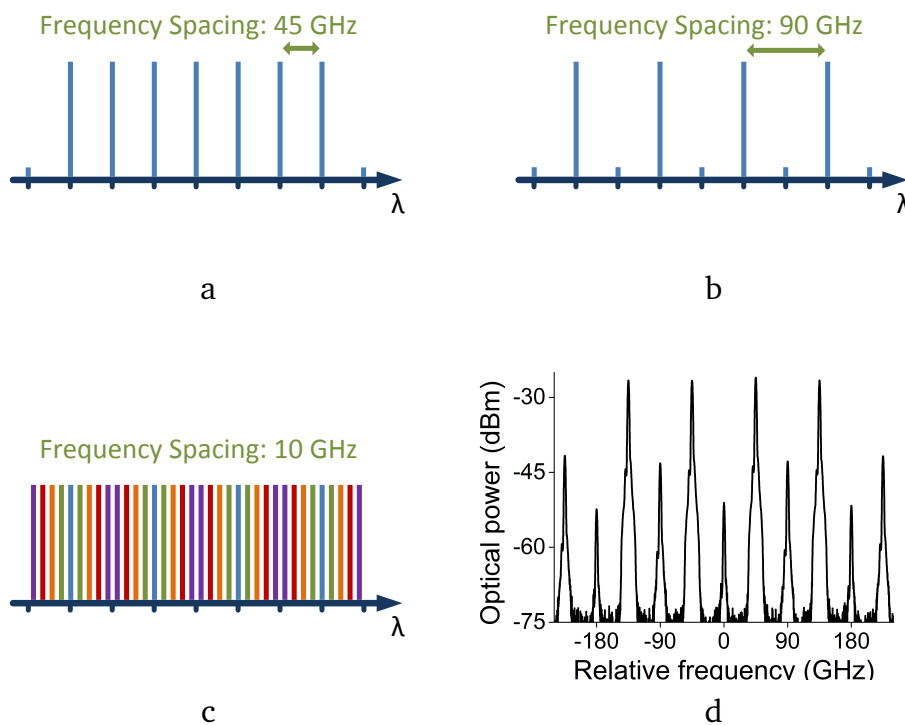 Frequency Spacing: 45 GHz
λ
a
Frequency Spacing: 90 GHz
λ
b
Frequency Spacing: 10 GHz
λ
c
Optical power (dBm)
-30
-45
-60
-75
-180 -90 0 90 180
Relative frequency (GHz)
d